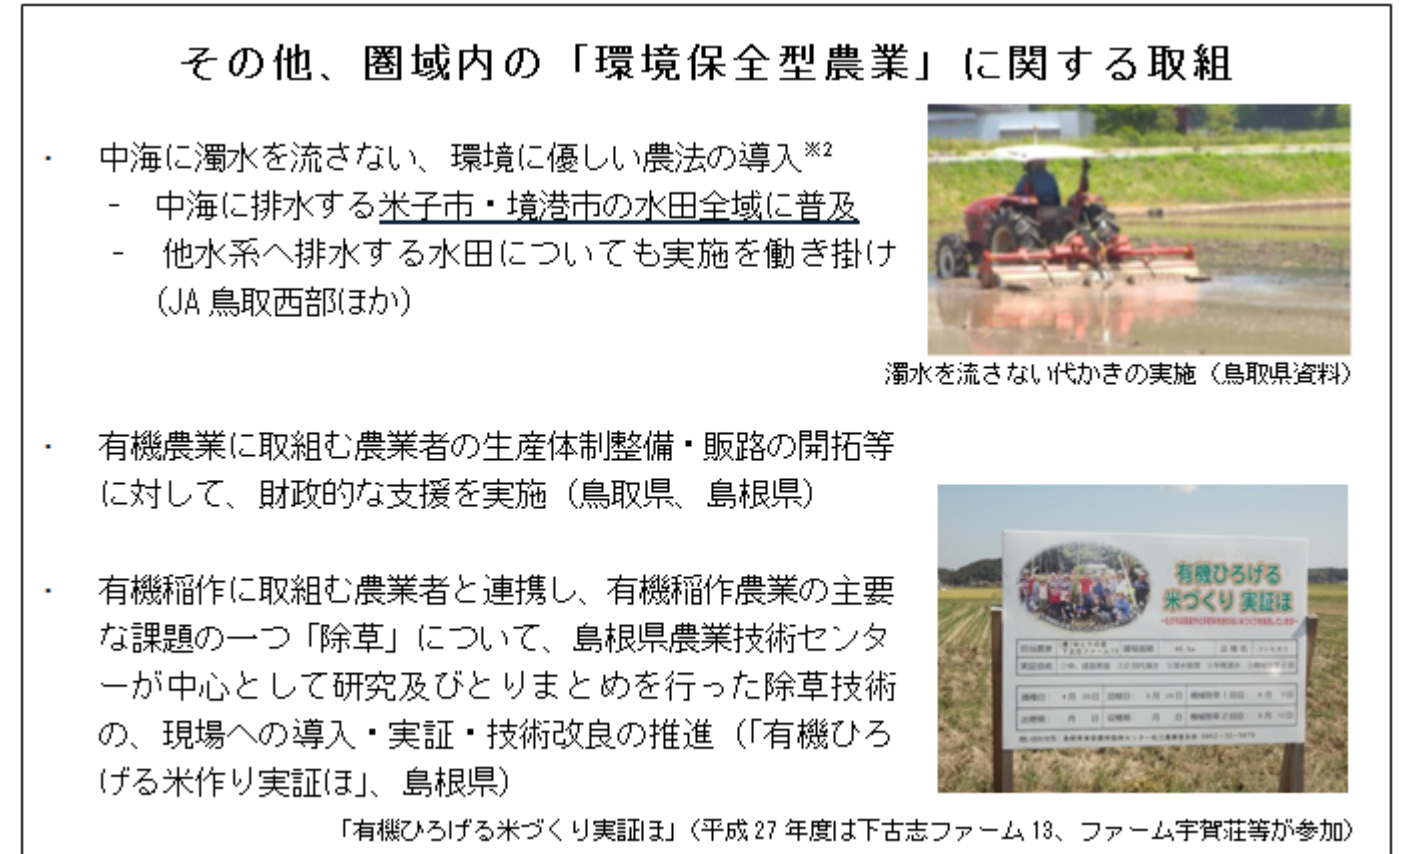 その他、圏域内の「環境保全型農業」に関する取組
・ 中海に濁水を流さない、環境に優しい農法の導入※2
- 中海に排水する米子市・境港市の水田全域に普及
- 他水系へ排水する水田についても実施を働き掛け
（JA 鳥取西部ほか）
濁水を流さない代かきの実施（鳥取県資料）
・ 有機農業に取組む農業者の生産体制整備・販路の開拓等
に対して、財政的な支援を実施（鳥取県、島根県）
・ 有機稲作に取組む農業者と連携し、有機稲作農業の主要
な課題の一つ「除草」について、島根県農業技術センタ
ーが中心として研究及びとりまとめを行った除草技術
の、現場への導入・実証・技術改良の推進（「有機ひろ
げる米作り実証ほ」、島根県）
有機ひろげる
米づくり 実証ほ
「有機ひろげる米づくり実証ほ」（平成 27 年度は下古志ファーム 13、ファーム宇賀荘等が参加）